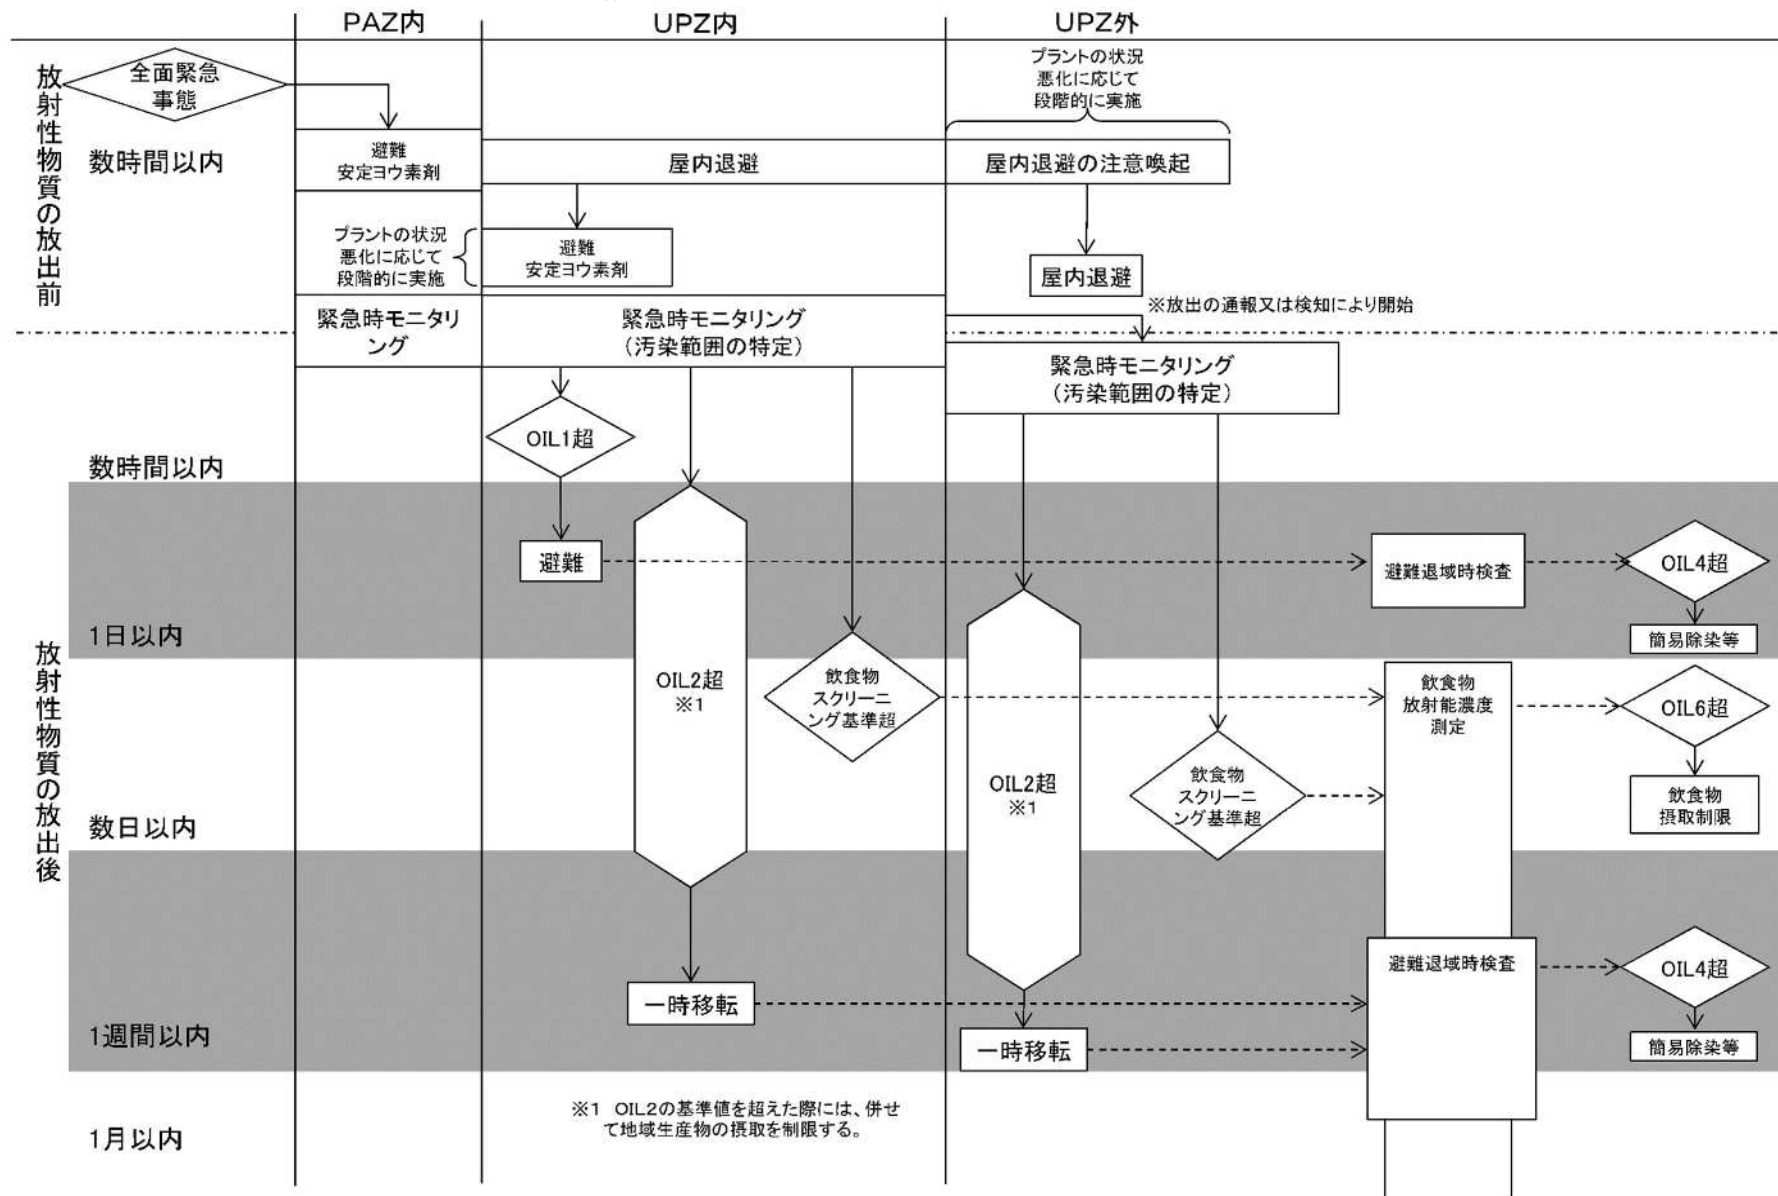 PAZ内
UPZ内
UPZ外
放射性物質の放出前
全面緊急
事態
プラントの状況
悪化に応じて
段階的に実施
数時間以内
避難
安定ヨウ素剤
屋内退避
屋内退避の注意喚起
プラントの状況
悪化に応じて
段階的に実施
避難
安定ヨウ素剤
屋内退避
※放出の通報又は検知により開始
緊急時モニタリ
ング
緊急時モニタリング
(汚染範囲の特定)
緊急時モニタリング
(汚染範囲の特定)
放射性物質の放出後
数時間以内
OIL1超
避難
避難退域時検査
OIL4超
簡易除染等
1日以内
OIL2超
※1
飲食物
スクリーニ
ング基準超
飲食物
放射能濃度
測定
OIL6超
OIL2超
※1
飲食物
スクリーニ
ング基準超
飲食物
摂取制限
数日以内
避難退域時検査
OIL4超
一時移転
一時移転
簡易除染等
1週間以内
※1 OIL2の基準値を超えた際には、併せ
て地域生産物の摂取を制限する。
1月以内